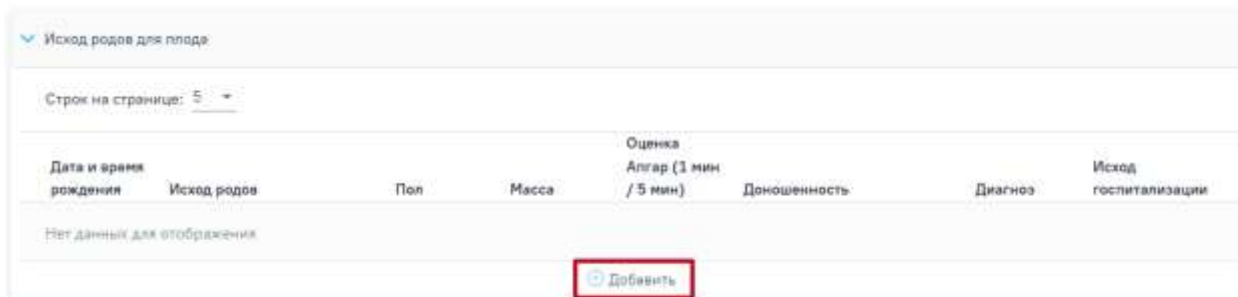 Исход родов для плода
Строк на странице: 5
Дата и время рождения
Исход родов
Пол
Масса
Оценка Апгар (1 мин / 5 мин)
Доношенность
Диагноз
Исход госпитализации
Нет данных для отображения
Добавить